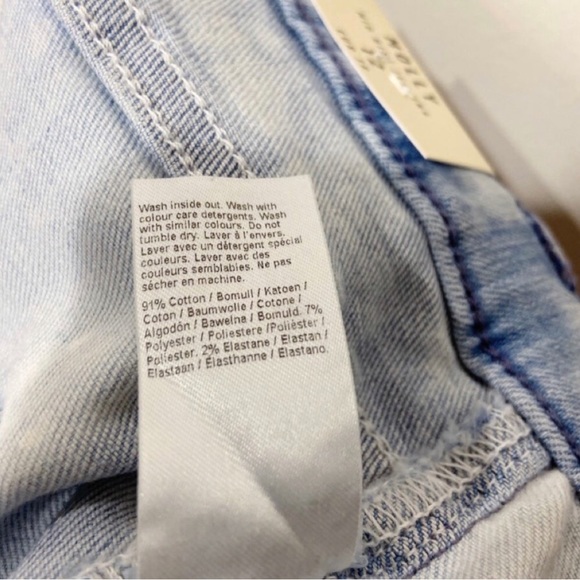 MOLLY
Wash inside out. Wash with
colour care detergents. Wash
with similar colours. Do not
tumble dry. Laver à l'envers.
Laver avec un détergent spécial
couleurs. Laver avec des
couleurs semblables. Ne pas
sécher en machine.
91% Cotton / Bomull / Katoen /
Coton / Baumwolle / Cotone /
Algodón / Bawełna / Bomuld. 7%
Polyester / Poliestere /Poliéster /
Poliester. 2% Elastane / Elastan /
Elastaan / Élasthanne / Elastano.